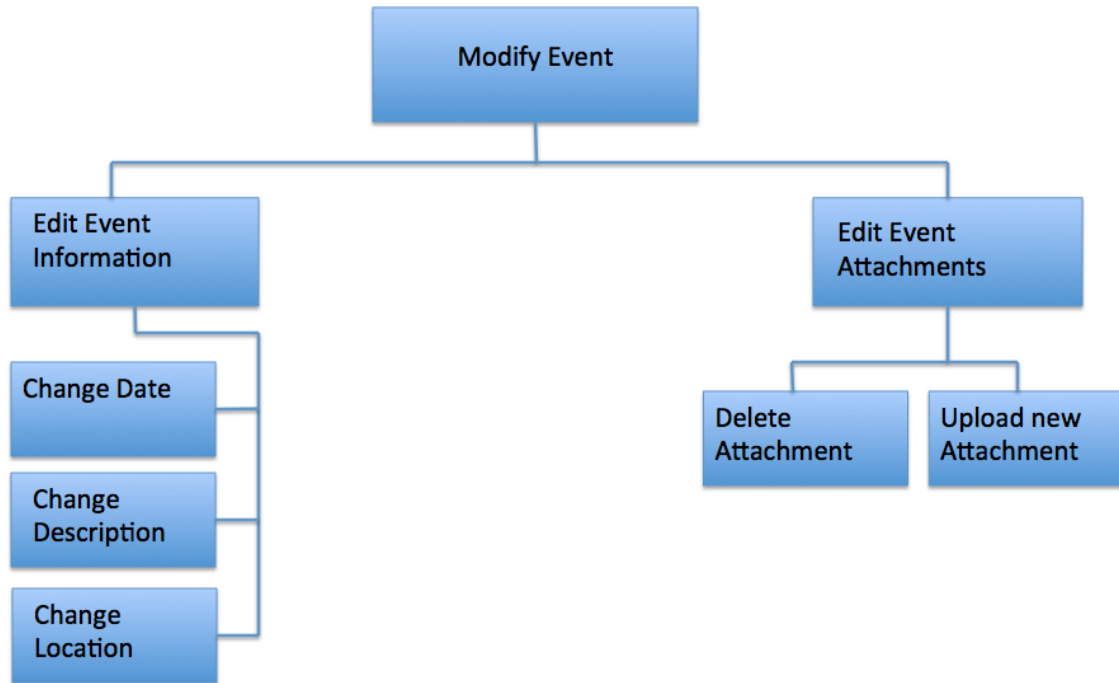 Modify Event
Edit Event
Information
Edit Event
Attachments
Change Date
Change
Description
Change
Location
Delete
Attachment
Upload new
Attachment